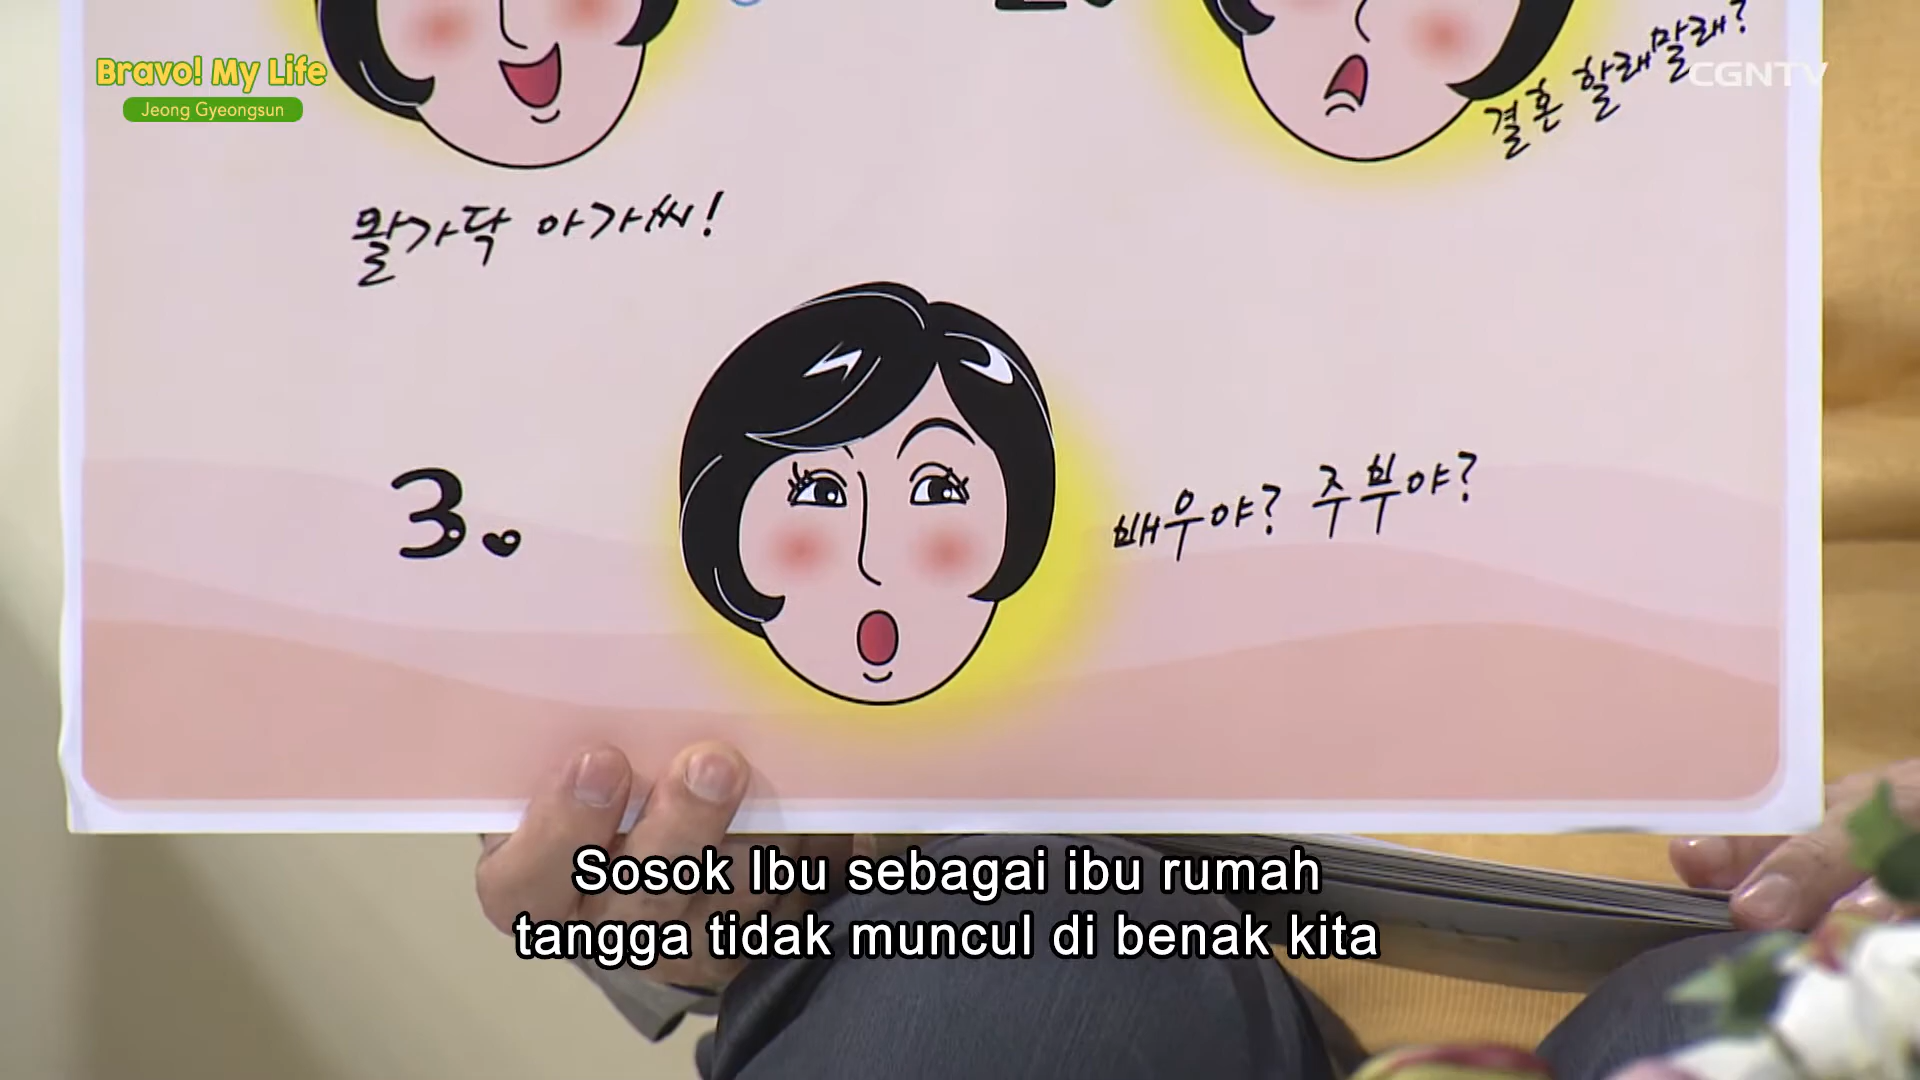 Bravo! My Life
Jeong Gyeongsun
CGNTV
결혼 할래말래?
말가닥 아가씨!
3.
배우야? 주부야?
Sosok Ibu sebagai ibu rumah
tangga tidak muncul di benak kita